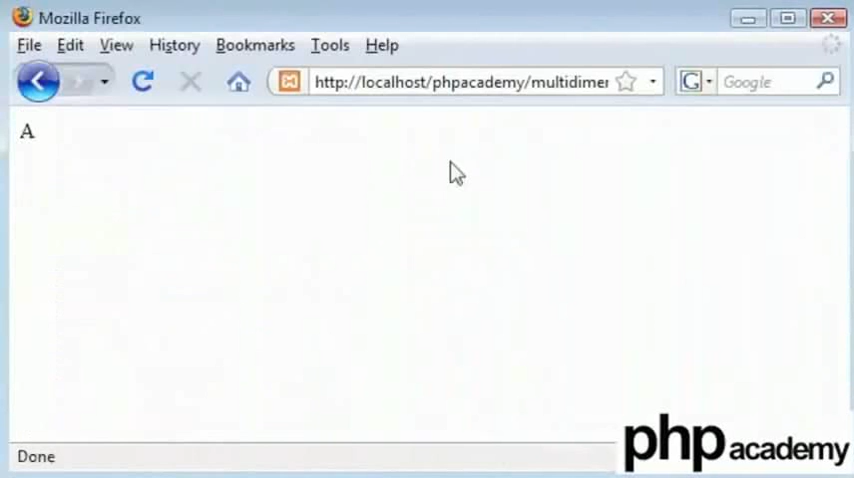 Mozilla Firefox
File Edit View History Bookmarks Tools Help
http://localhost/phpacademy/multidimer Google
A
Done
php academy